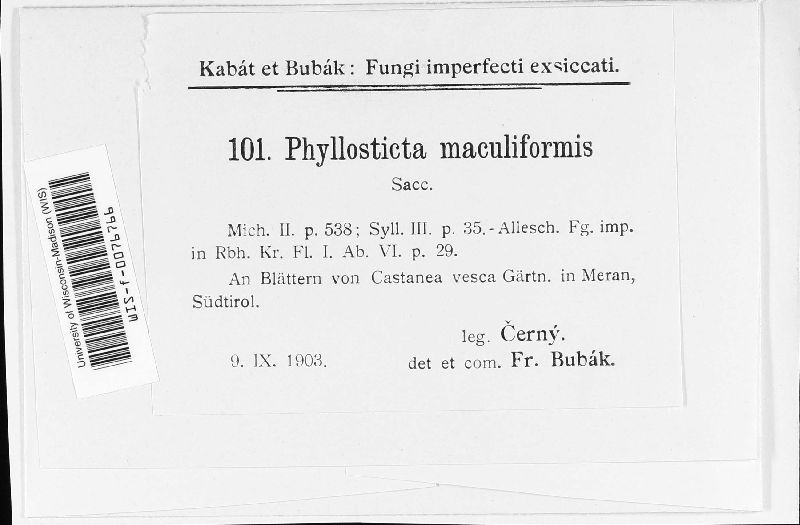 Kabát et Bubák: Fungi imperfecti exsiccati.
101. Phyllosticta maculiformis
Sacc.
Mich. II. p. 538; Syll. III. p. 35.-Allesch. Fg. imp.
in Rbh. Kr. Fl. I. Ab. VI. p. 29.
An Blättern von Castanea vesca Gärtn. in Meran,
Südtirol.
leg. Černý.
9. IX. 1903.
det et com. Fr. Bubák.
University of Wisconsin-Madison (WIS)
WIS-f-0076766